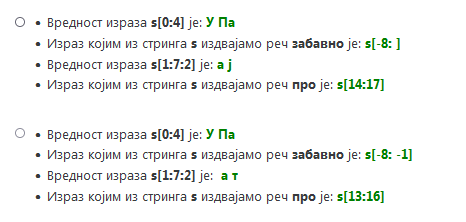 Вредност израза s[0:4] је: У Па
Израз којим из стринга s издвајамо реч забавно је: s[-8: ]
Вредност израза s[1:7:2] је: а ј
Израз којим из стринга s издвајамо реч про је: s[14:17]
Вредност израза s[0:4] је: У Па
Израз којим из стринга s издвајамо реч забавно је: s[-8: -1]
Вредност израза s[1:7:2] је: а т
Израз којим из стринга s издвајамо реч про је: s[13:16]